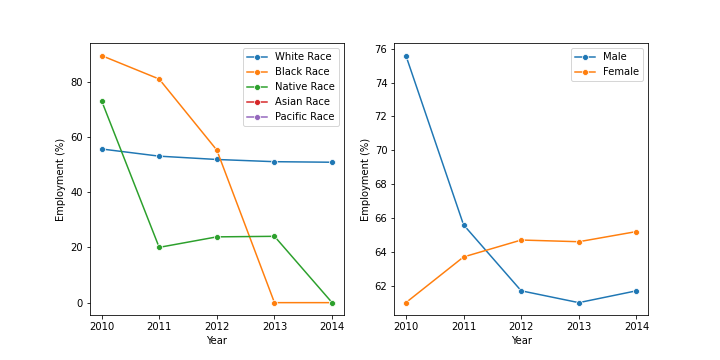 White Race
Black Race
Native Race
Asian Race
Pacific Race
Employment (%)
80
60
40
20
0
2010 2011 2012 2013 2014
Year
Male
Female
Employment (%)
76
74
72
70
68
66
64
62
2010 2011 2012 2013 2014
Year